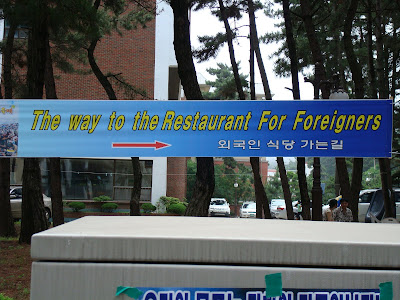 The way to the Restaurant For Foreigners
외국인 식당 가는길